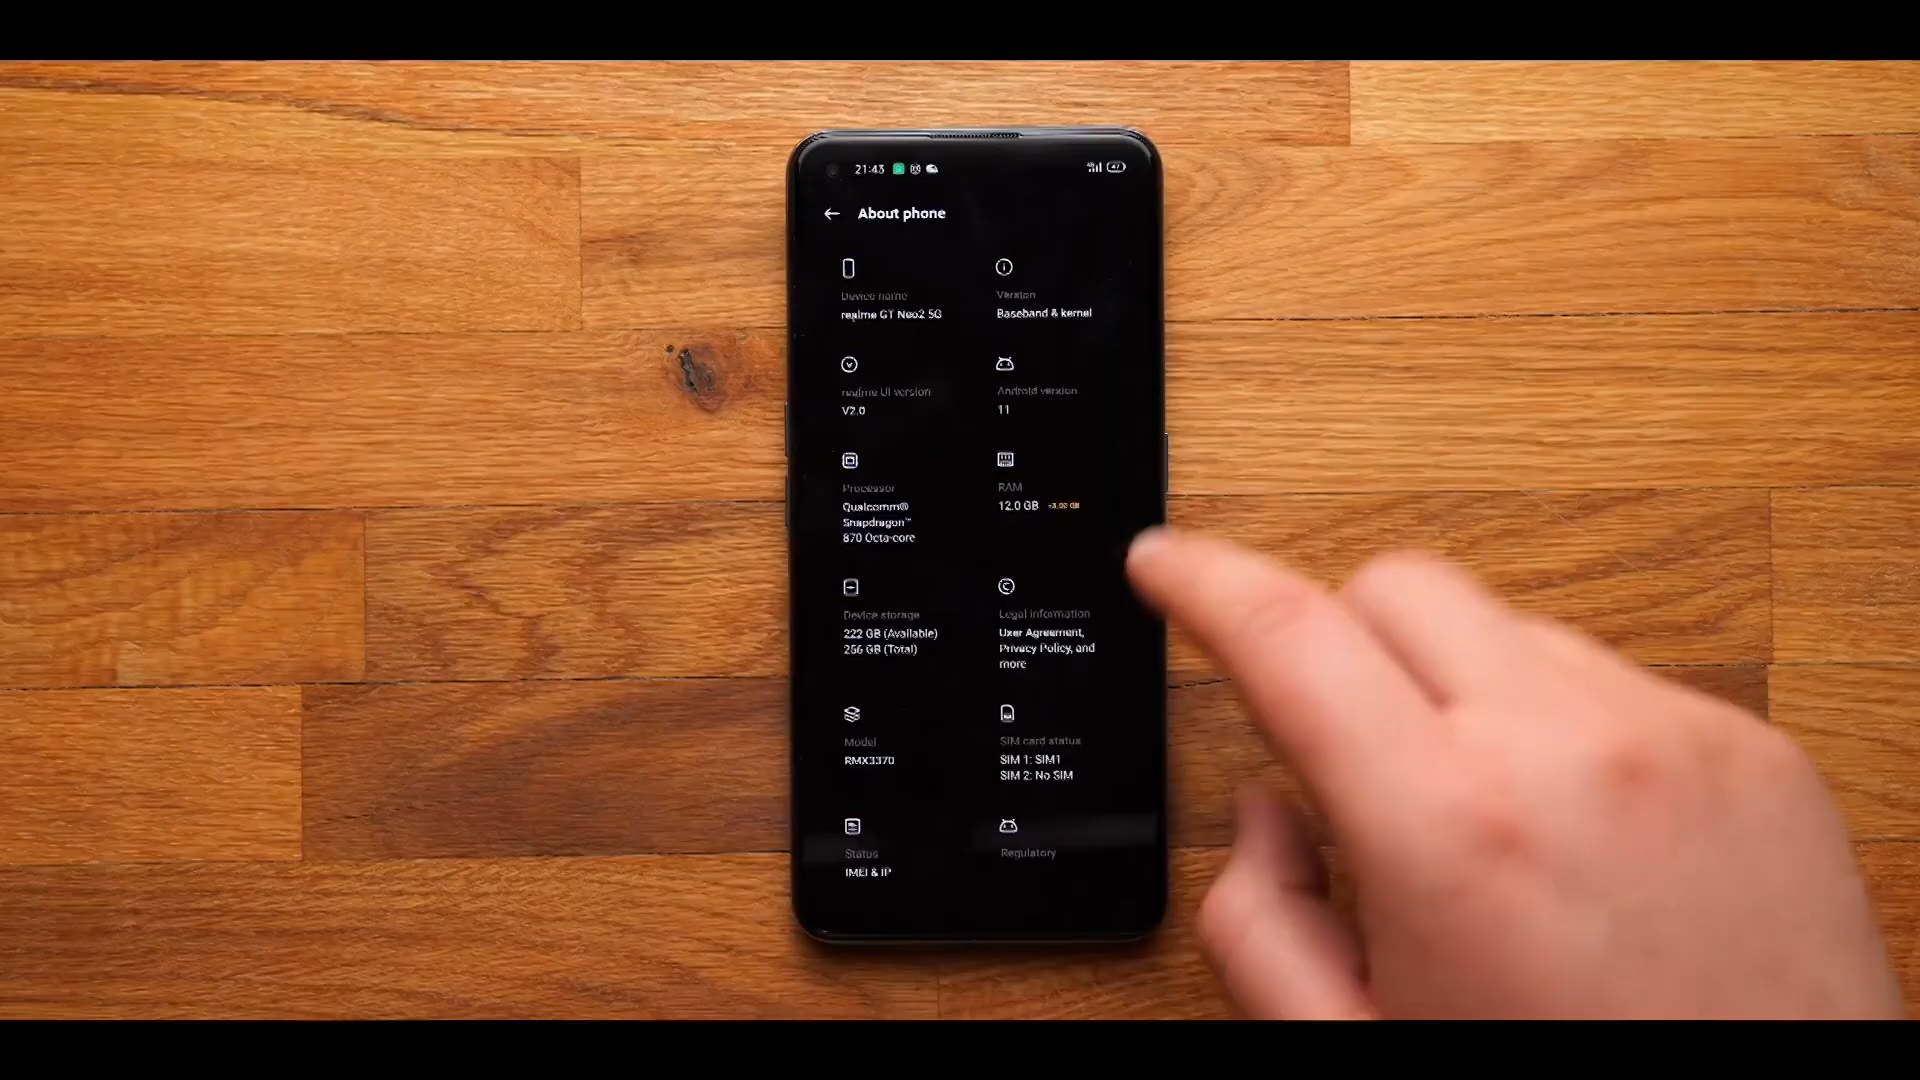 21:43
47
About phone
Device name
realme GT Neo2 5G
Version
Baseband & kernel
realme UI version
V2.0
Android version
11
Processor
Qualcomm®
Snapdragon™
870 Octa-core
RAM
12.0 GB
Device storage
222 GB (Available)
256 GB (Total)
Legal information
User Agreement,
Privacy Policy, and
more
Model
RMX3370
SIM card status
SIM 1: SIM1
SIM 2: No SIM
Status
IMEI & IP
Regulatory